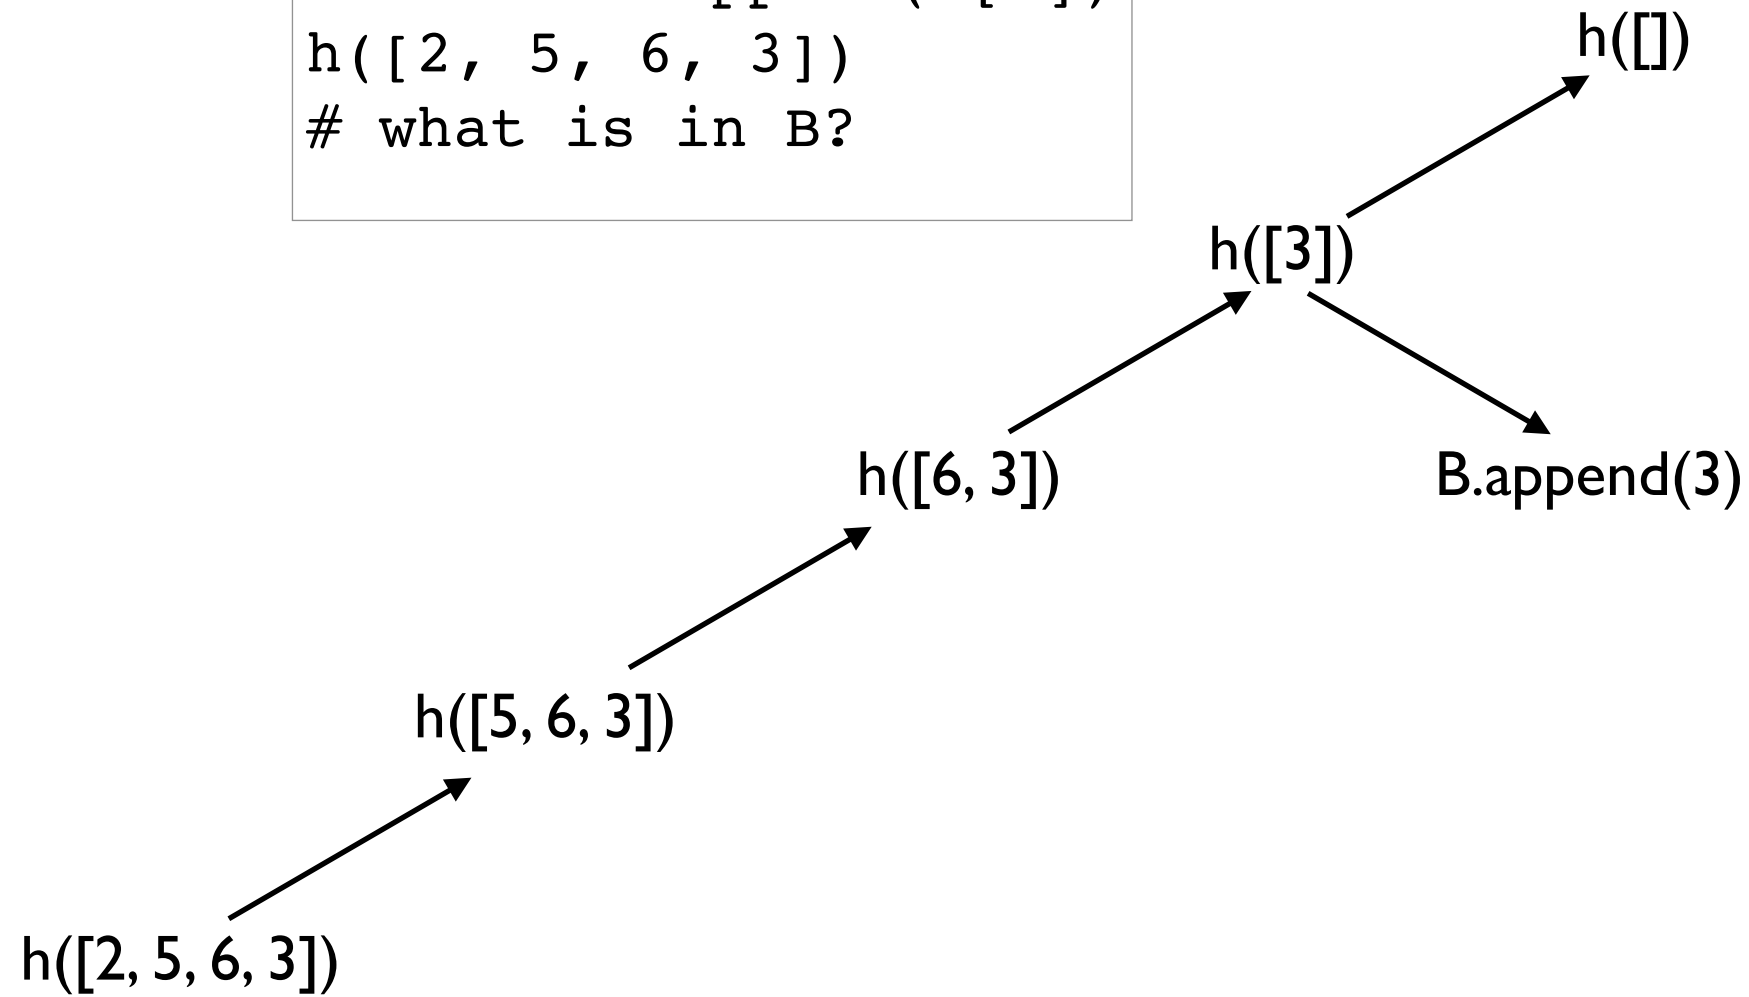 h([2, 5, 6, 3])
# what is in B?
h([])
h([3])
h([6, 3])
B.append(3)
h([5, 6, 3])
h([2, 5, 6, 3])